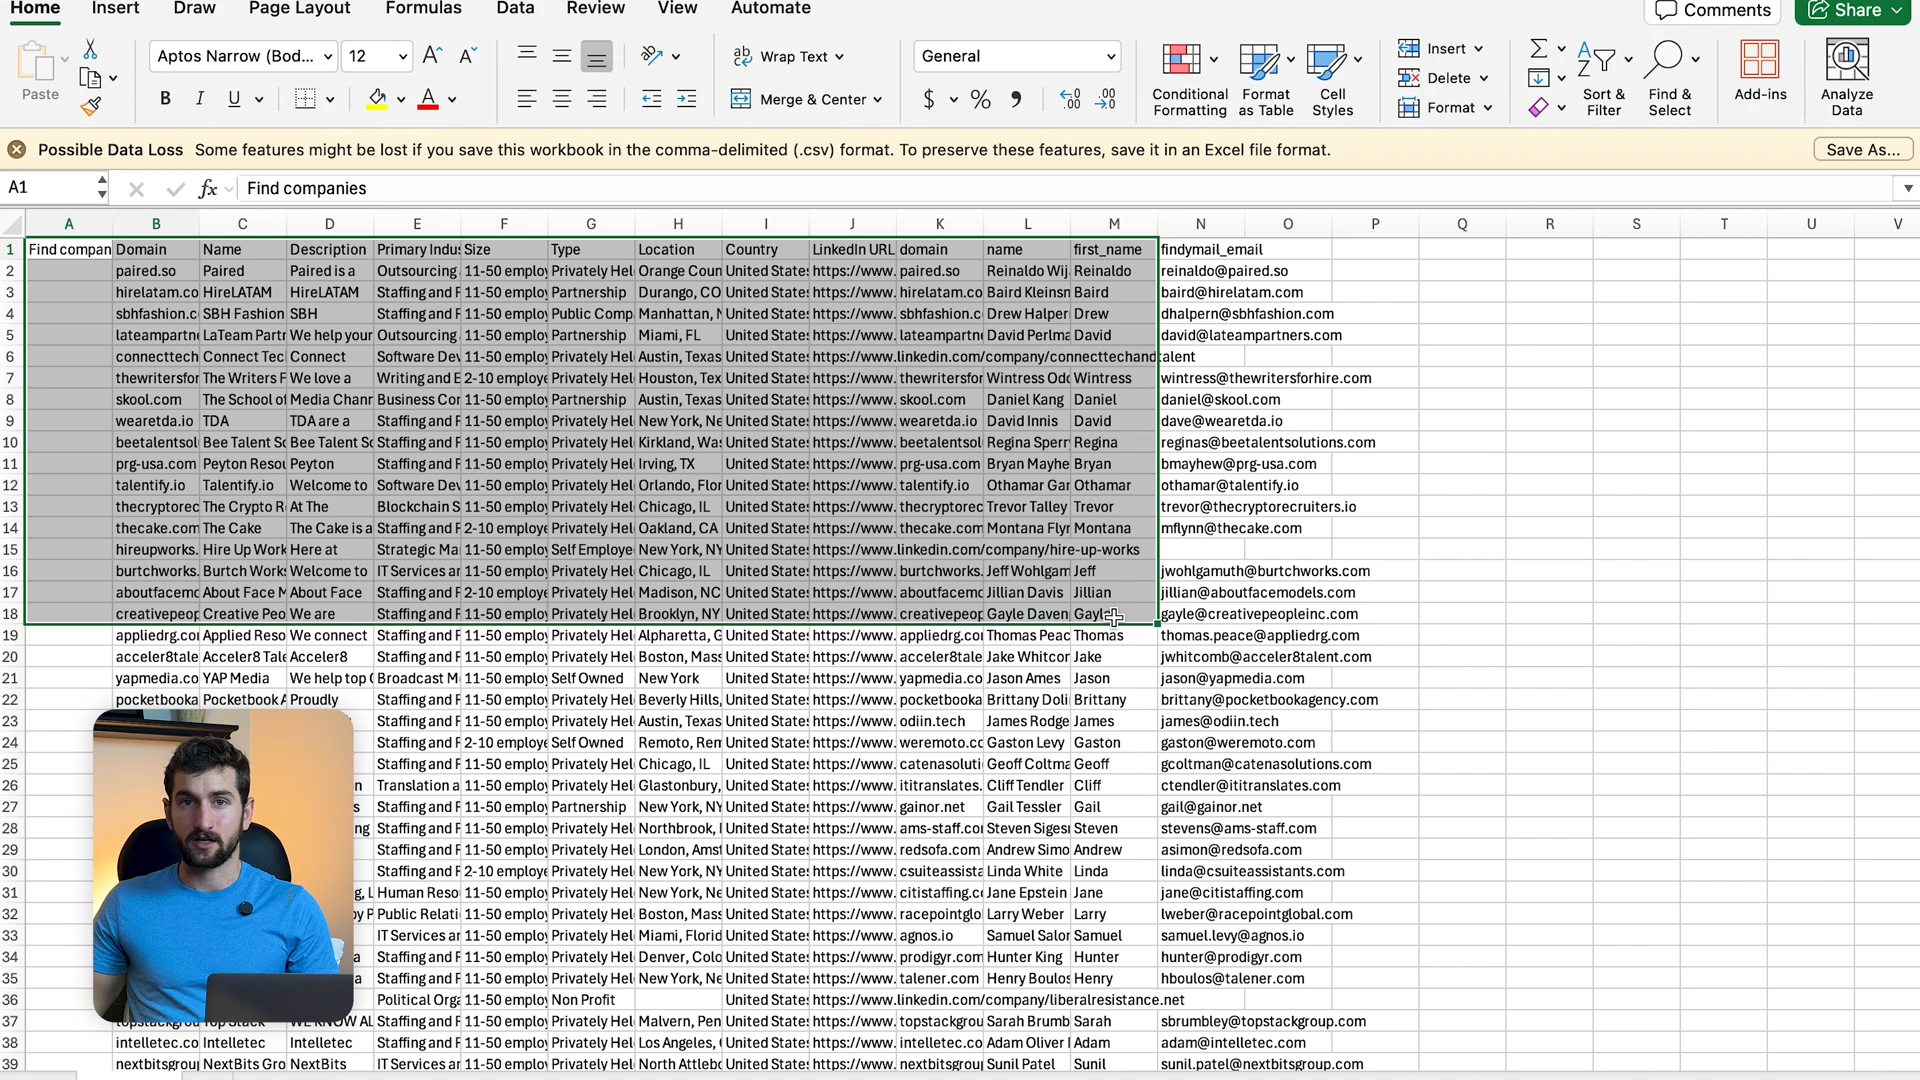 Home Insert Draw Page Layout Formulas Data Review View Automate Comments Share
Paste Aptos Narrow (Bod... 12 Wrap Text General Insert
B I U Merge & Center $ % Conditional Formatting Format as Table Cell Styles Delete Format Sort & Filter Find & Select Add-ins Analyze Data
Possible Data Loss Some features might be lost if you save this workbook in the comma-delimited (.csv) format. To preserve these features, save it in an Excel file format. Save As...
A1 fx Find companies
A B C D E F G H I J K L M N O P Q R S T U V
1 Find compan Domain Name Description Primary Indus Size Type Location Country LinkedIn URL domain name first_name findymail_email
2 paired.so Paired Paired is a Outsourcing 11-50 employ Privately Hel Orange Coun United States https://www. paired.so Reinaldo Wij Reinaldo reinaldo@paired.so
3 hirelatam.co HireLATAM HireLATAM Staffing and F 11-50 employ Partnership Durango, CO United States https://www. hirelatam.co Baird Kleinsn Baird baird@hirelatam.com
4 sbhfashion.c SBH Fashion SBH Staffing and F 11-50 employ Public Comp Manhattan, N United States https://www. sbhfashion.c Drew Halper Drew dhalpern@sbhfashion.com
5 lateampartn LaTeam Partr We help your Outsourcing 11-50 employ Partnership Miami, FL United States https://www. lateampartn David Perlma David david@lateampartners.com
6 connecttech Connect Tec Connect Software Dev 11-50 employ Privately Hel Austin, Texas United States https://www.linkedin.com/company/connecttechandtalent
7 thewritersfor The Writers F We love a Writing and E 2-10 employe Privately Hel Houston, Tex United States https://www. thewritersfor Wintress Odo Wintress wintress@thewritersforhire.com
8 skool.com The School of Media Chann Business Cor 11-50 employ Partnership Austin, Texas United States https://www. skool.com Daniel Kang Daniel daniel@skool.com
9 wearetda.io TDA TDA are a Staffing and F 11-50 employ Privately Hel New York, Ne United States https://www. wearetda.io David Innis David dave@wearetda.io
10 beetalentsol Bee Talent So Bee Talent So Staffing and F 11-50 employ Privately Hel Kirkland, Was United States https://www. beetalentsol Regina Sperr Regina reginas@beetalentsolutions.com
11 prg-usa.com Peyton Resou Peyton Staffing and F 11-50 employ Privately Hel Irving, TX United States https://www. prg-usa.com Bryan Mayhe Bryan bmayhew@prg-usa.com
12 talentify.io Talentify.io Welcome to Software Dev 11-50 employ Privately Hel Orlando, Flor United States https://www. talentify.io Othamar Gar Othamar othamar@talentify.io
13 thecryptorec The Crypto R At The Blockchain S 11-50 employ Privately Hel Chicago, IL United States https://www. thecryptorec Trevor Talley Trevor trevor@thecryptorecruiters.io
14 thecake.com The Cake The Cake is a Staffing and F 2-10 employe Privately Hel Oakland, CA United States https://www. thecake.com Montana Flyn Montana mflynn@thecake.com
15 hireupworks. Hire Up Work Here at Strategic Ma 11-50 employ Self Employe New York, NY United States https://www.linkedin.com/company/hire-up-works
16 burtchworks. Burtch Works Welcome to IT Services ar 11-50 employ Privately Hel Chicago, IL United States https://www. burtchworks. Jeff Wohlgam Jeff jwohlgamuth@burtchworks.com
17 aboutfacemo About Face M About Face Staffing and F 2-10 employe Privately Hel Madison, NC United States https://www. aboutfacemo Jillian Davis Jillian jillian@aboutfacemodels.com
18 creativepeop Creative Peo We are Staffing and F 11-50 employ Privately Hel Brooklyn, NY United States https://www. creativepeop Gayle Daven Gayle gayle@creativepeopleinc.com
19 appliedrg.cor Applied Reso We connect Staffing and F 11-50 employ Privately Hel Alpharetta, G United States https://www. appliedrg.cor Thomas Peac Thomas thomas.peace@appliedrg.com
20 acceler8tale Acceler8 Tale Acceler8 Staffing and F 11-50 employ Privately Hel Boston, Mass United States https://www. acceler8tale Jake Whitcor Jake jwhitcomb@acceler8talent.com
21 yapmedia.co YAP Media We help top Broadcast M 11-50 employ Self Owned New York United States https://www. yapmedia.co Jason Ames Jason jason@yapmedia.com
22 pocketbooka Pocketbook A Proudly Staffing and F 11-50 employ Privately Hel Beverly Hills, United States https://www. pocketbooka Brittany Doli Brittany brittany@pocketbookagency.com
23 Staffing and F 11-50 employ Privately Hel Austin, Texas United States https://www. odiin.tech James Rodge James james@odiin.tech
24 Staffing and F 2-10 employe Self Owned Remoto, Rem United States https://www. weremoto.co Gaston Levy Gaston gaston@weremoto.com
25 Staffing and F 11-50 employ Privately Hel Chicago, IL United States https://www. catenasoluti Geoff Coltma Geoff gcoltman@catenasolutions.com
26 n Translation a 11-50 employ Privately Hel Glastonbury, United States https://www. ititranslates. Cliff Tendler Cliff ctendler@ititranslates.com
27 Staffing and F 11-50 employ Partnership New York, NY United States https://www. gainor.net Gail Tessler Gail gail@gainor.net
28 ng Staffing and F 11-50 employ Privately Hel Northbrook, I United States https://www. ams-staff.cor Steven Sigesr Steven stevens@ams-staff.com
29 Staffing and F 11-50 employ Privately Hel London, Amst United States https://www. redsofa.com Andrew Simo Andrew asimon@redsofa.com
30 Staffing and F 2-10 employe Privately Hel New York, NY United States https://www. csuiteassista Linda White Linda linda@csuiteassistants.com
31 g, L Human Reso 11-50 employ Privately Hel New York, Ne United States https://www. citistaffing.cc Jane Epstein Jane jane@citistaffing.com
32 by P Public Relati 11-50 employ Privately Hel Boston, Mass United States https://www. racepointglo Larry Weber Larry lweber@racepointglobal.com
33 IT Services ar 11-50 employ Privately Hel Miami, Florid United States https://www. agnos.io Samuel Salor Samuel samuel.levy@agnos.io
34 a Staffing and F 11-50 employ Privately Hel Denver, Colo United States https://www. prodigyr.com Hunter King Hunter hunter@prodigyr.com
35 Staffing and F 11-50 employ Privately Hel New York, Ne United States https://www. talener.com Henry Boulos Henry hboulos@talener.com
36 Political Orga 11-50 employ Non Profit United States https://www.linkedin.com/company/liberalresistance.net
37 topstackgrou Top Stack WE KNOW AL Staffing and F 11-50 employ Privately Hel Malvern, Pen United States https://www. topstackgrou Sarah Brumb Sarah sbrumbley@topstackgroup.com
38 intelletec.co Intelletec Intelletec Staffing and F 11-50 employ Privately Hel Los Angeles, United States https://www. intelletec.co Adam Oliver Adam adam@intelletec.com
39 nextbitsgrou NextBits Gro NextBits IT Services ar 11-50 employ Privately Hel North Attlebo United States https://www. nextbitsgrou Sunil Patel Sunil sunil.patel@nextbitsgroup.com